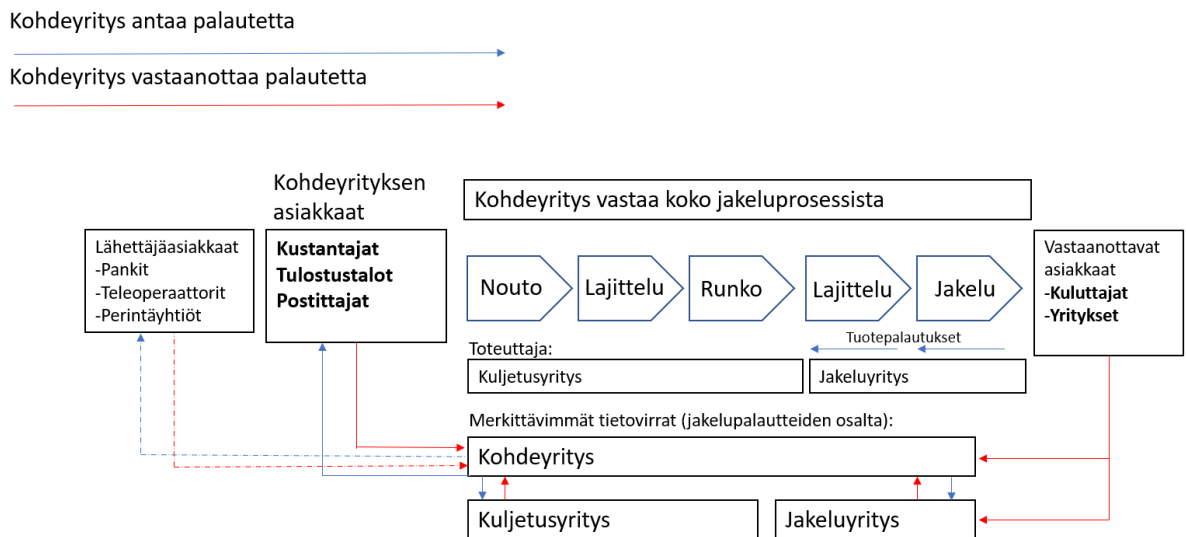 Kohdeyritys antaa palautetta
Kohdeyritys vastaanottaa palautetta
Kohdeyrityksen
asiakkaat
Kohdeyritys vastaa koko jakeluprosessista
Lähettäjäasiakkaat
-Pankit
-Teleoperaattorit
-Perintäyhtiöt
Kustantajat
Tulostustalot
Postittajat
Nouto
Lajittelu
Runko
Lajittelu
Jakelu
Vastaanottavat
asiakkaat
-Kuluttajat
-Yritykset
Tuotepalautukset
Toteuttaja:
Kuljetusyritys
Jakeluyritys
Merkittävimmät tietovirrat (jakelupalautteiden osalta):
Kohdeyritys
Kuljetusyritys
Jakeluyritys